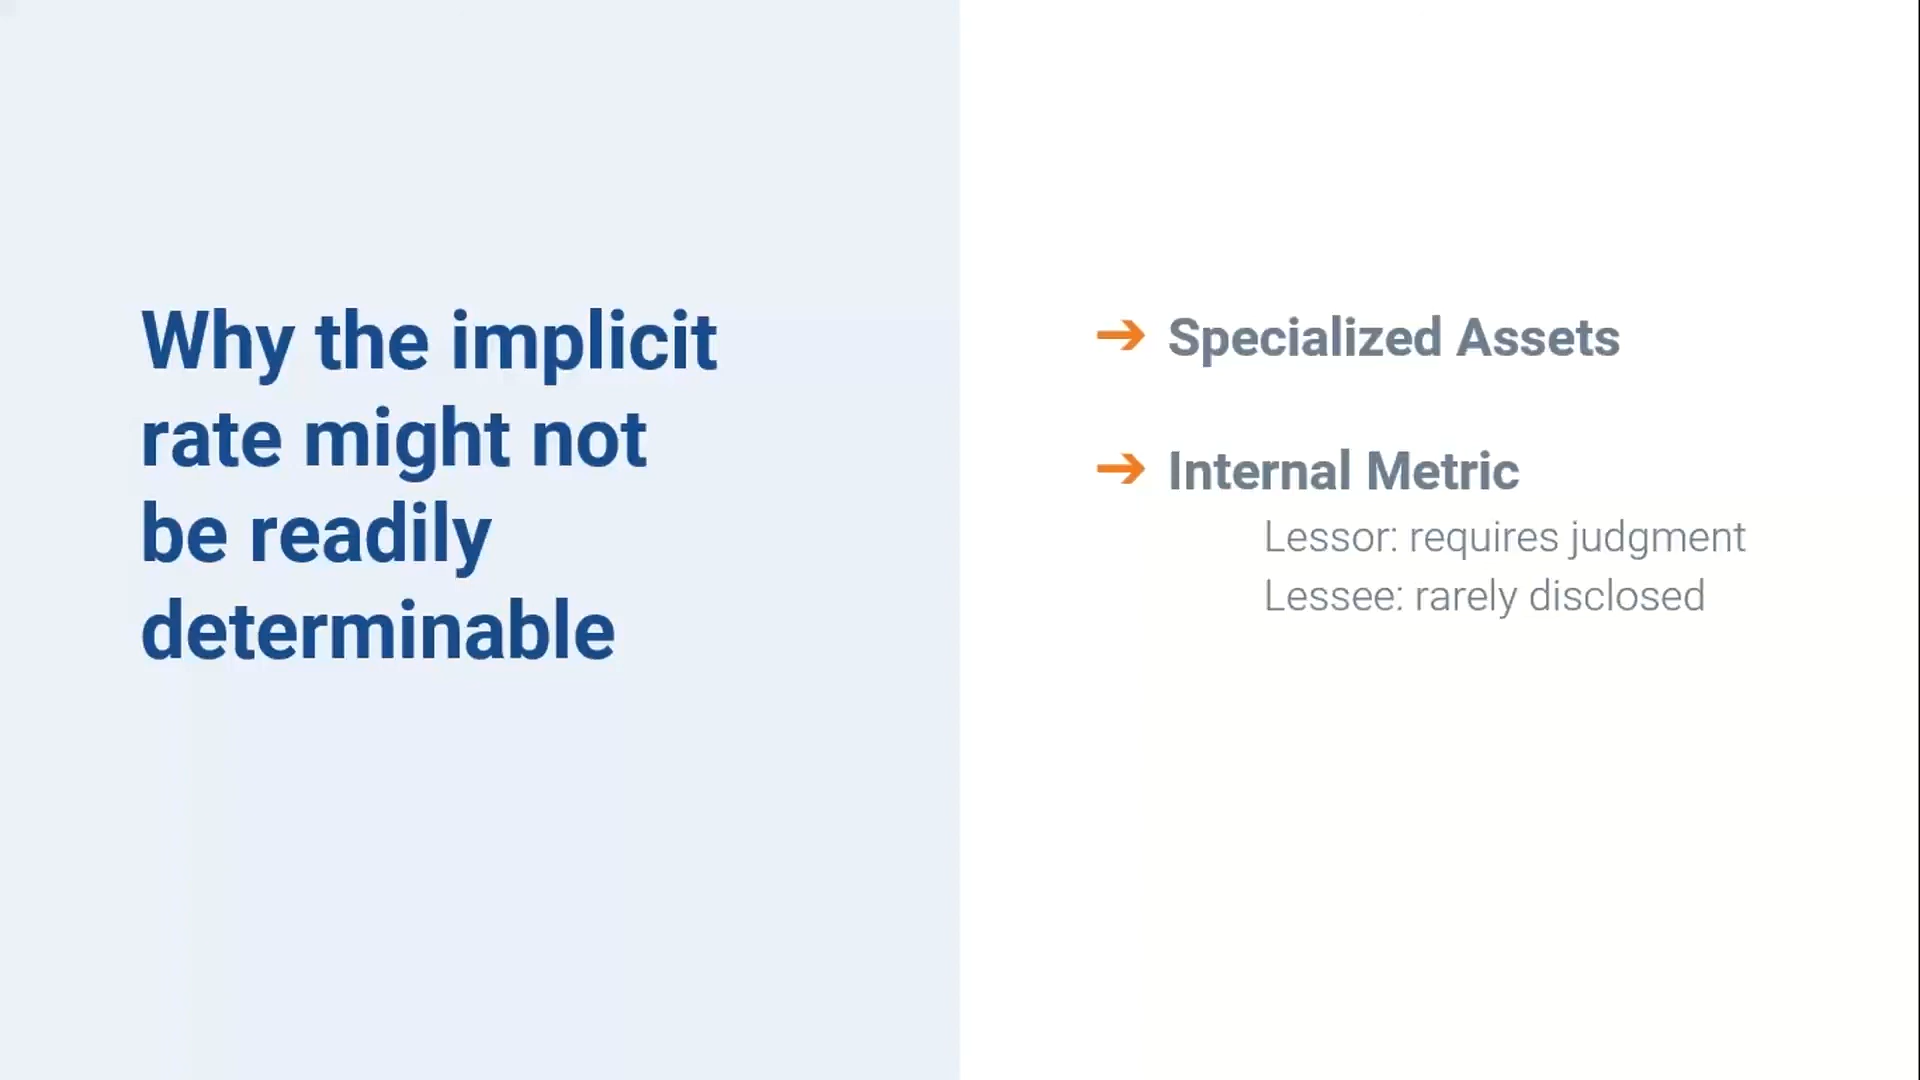 Why the implicit
rate might not
be readily
determinable
➔ Specialized Assets
➔ Internal Metric
Lessor: requires judgment
Lessee: rarely disclosed